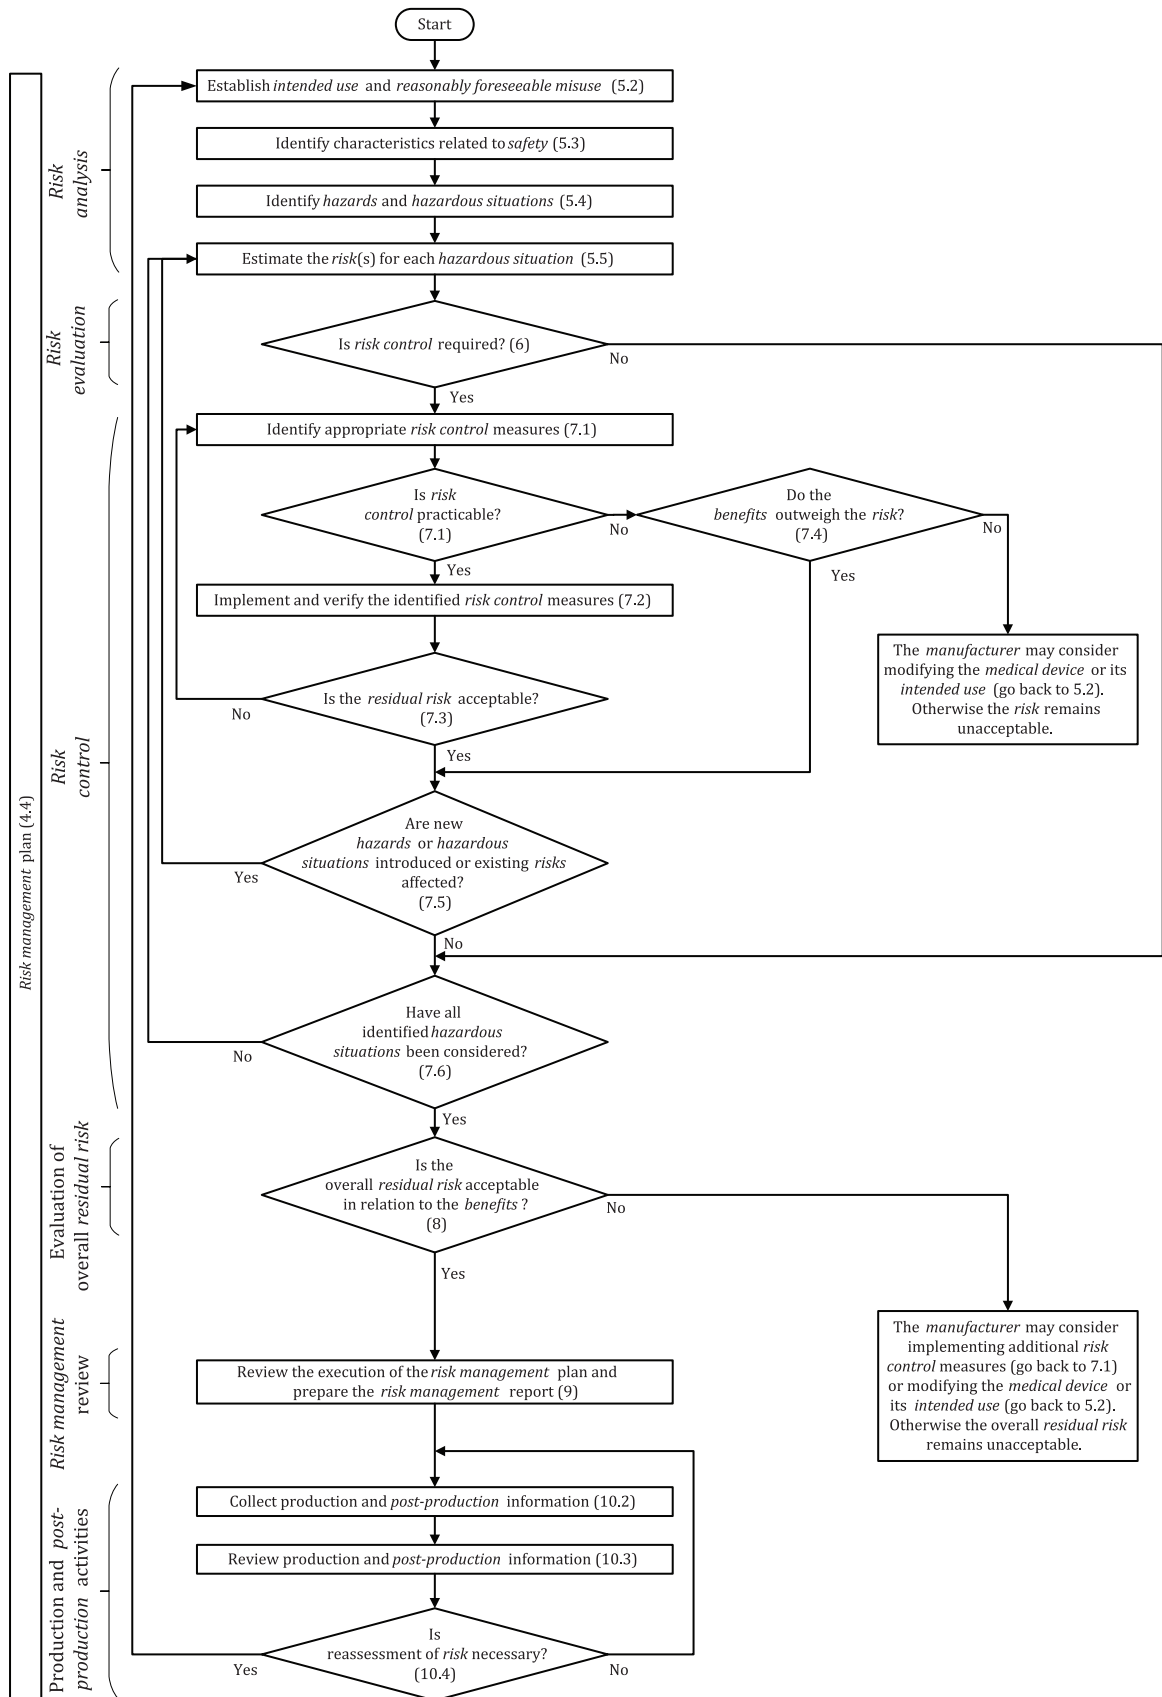 Start
Establish intended use and reasonably foreseeable misuse (5.2)
Identify characteristics related to safety (5.3)
Identify hazards and hazardous situations (5.4)
Estimate the risk(s) for each hazardous situation (5.5)
Risk
analysis
Is risk control required? (6)
No
Yes
Risk
evaluation
Identify appropriate risk control measures (7.1)
Is risk
control practicable?
(7.1)
No
Yes
Do the
benefits outweigh the risk?
(7.4)
No
Yes
Implement and verify the identified risk control measures (7.2)
The manufacturer may consider
modifying the medical device or its
intended use (go back to 5.2).
Otherwise the risk remains
unacceptable.
Is the residual risk acceptable?
(7.3)
No
Yes
Risk
control
Risk management plan (4.4)
Are new
hazards or hazardous
situations introduced or existing risks
affected?
(7.5)
Yes
No
Have all
identified hazardous
situations been considered?
(7.6)
No
Yes
Evaluation of
overall residual risk
Is the
overall residual risk acceptable
in relation to the benefits ?
(8)
No
Yes
The manufacturer may consider
implementing additional risk
control measures (go back to 7.1)
or modifying the medical device or
its intended use (go back to 5.2).
Otherwise the overall residual risk
remains unacceptable.
Risk management
review
Review the execution of the risk management plan and
prepare the risk management report (9)
Production and post-
production activities
Collect production and post-production information (10.2)
Review production and post-production information (10.3)
Is
reassessment of risk necessary?
(10.4)
Yes
No